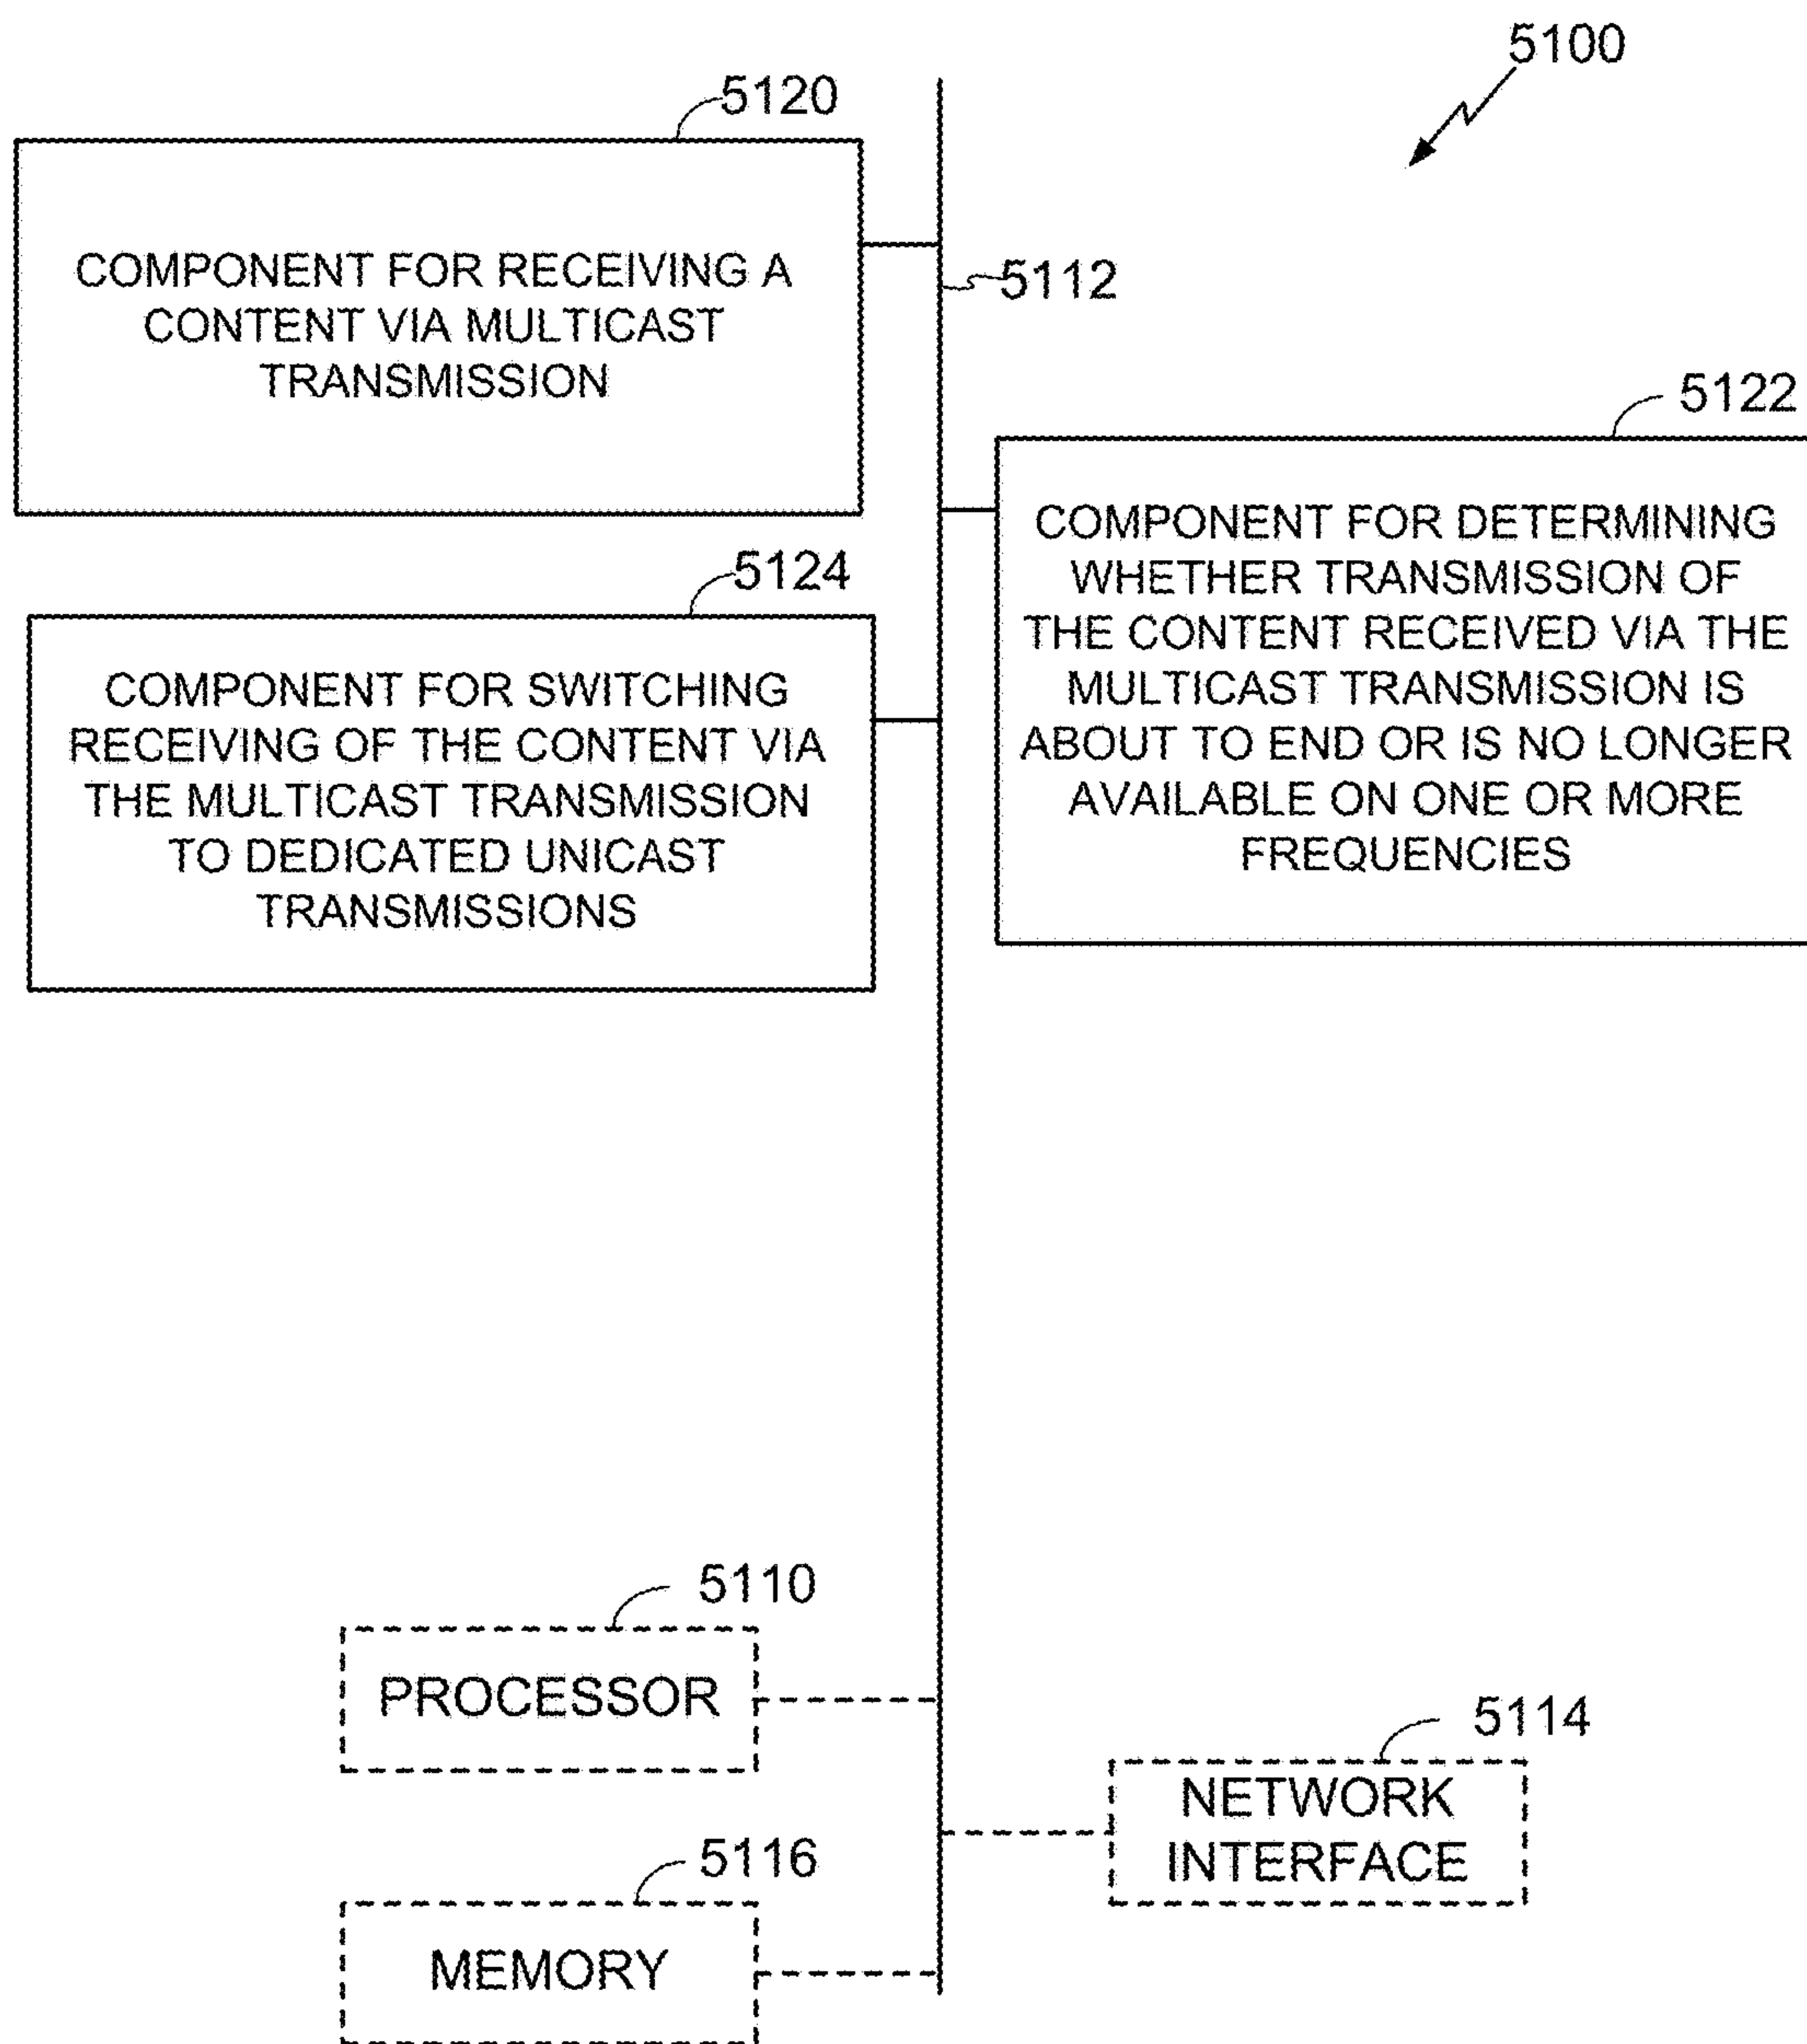 5100
5120
COMPONENT FOR RECEIVING A
CONTENT VIA MULTICAST
TRANSMISSION
5112
5122
COMPONENT FOR DETERMINING
WHETHER TRANSMISSION OF
THE CONTENT RECEIVED VIA THE
MULTICAST TRANSMISSION IS
ABOUT TO END OR IS NO LONGER
AVAILABLE ON ONE OR MORE
FREQUENCIES
5124
COMPONENT FOR SWITCHING
RECEIVING OF THE CONTENT VIA
THE MULTICAST TRANSMISSION
TO DEDICATED UNICAST
TRANSMISSIONS
5110
PROCESSOR
5114
NETWORK
INTERFACE
5116
MEMORY